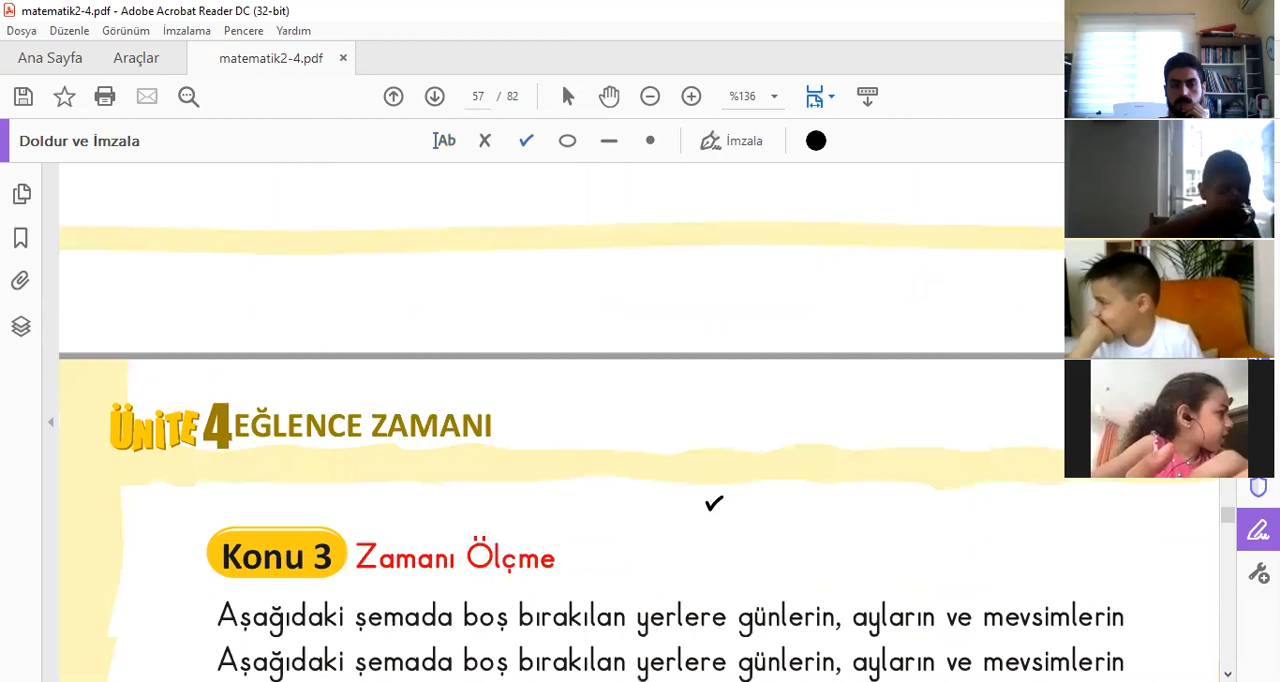 matematik2-4.pdf - Adobe Acrobat Reader DC (32-bit)
Dosya Düzenle Görünüm İmzalama Pencere Yardım
Ana Sayfa Araçlar matematik2-4.pdf ×
57 / 82 %136
Doldur ve İmzala Ab İmzala
ÜNİTE 4 EĞLENCE ZAMANI
Konu 3 Zamanı Ölçme
Aşağıdaki şemada boş bırakılan yerlere günlerin, ayların ve mevsimlerin
Aşağıdaki şemada boş bırakılan yerlere günlerin, ayların ve mevsimlerin